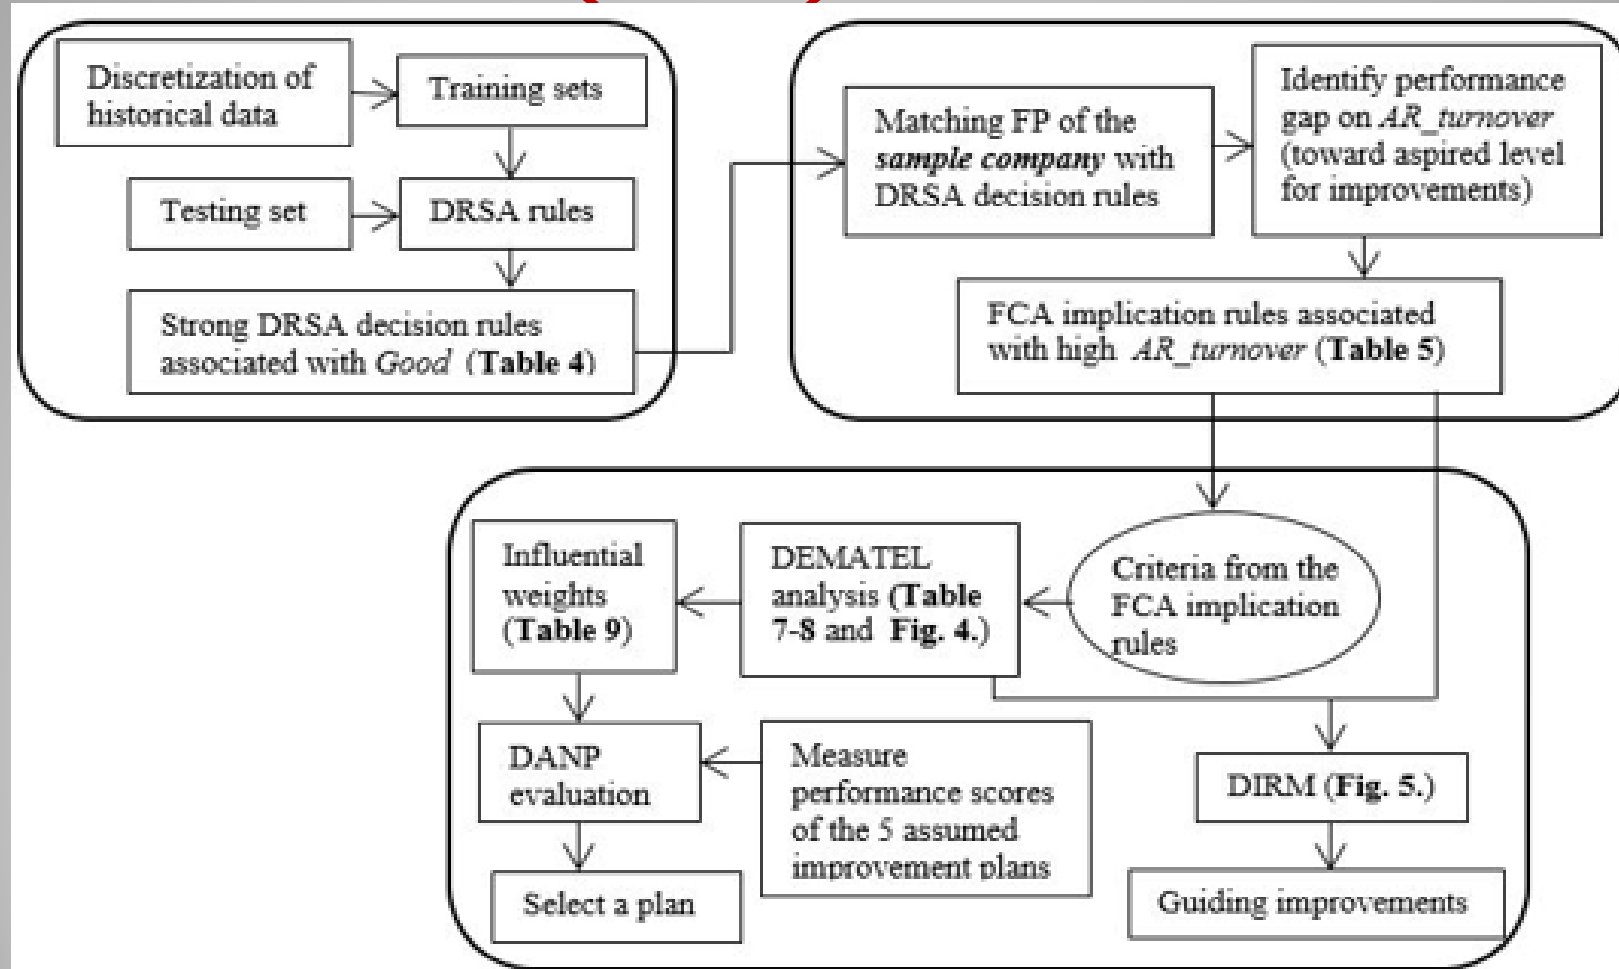 Discretization of
historical data
Training sets
Testing set
DRSA rules
Strong DRSA decision rules
associated with Good (Table 4)
Matching FP of the
sample company with
DRSA decision rules
Identify performance
gap on AR_turnover
(toward aspired level
for improvements)
FCA implication rules associated
with high AR_turnover (Table 5)
Criteria from the
FCA implication
rules
DEMATEL
analysis (Table
7-8 and Fig. 4.)
Influential
weights
(Table 9)
DANP
evaluation
Measure
performance scores
of the 5 assumed
improvement plans
Select a plan
DIRM (Fig. 5.)
Guiding improvements